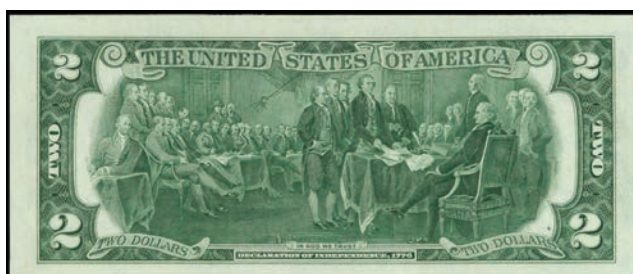 2 THE UNITED STATES OF AMERICA 2
TWO TWO
2 TWO DOLLARS IN GOD WE TRUST TWO DOLLARS 2
DECLARATION OF INDEPENDENCE, 1776